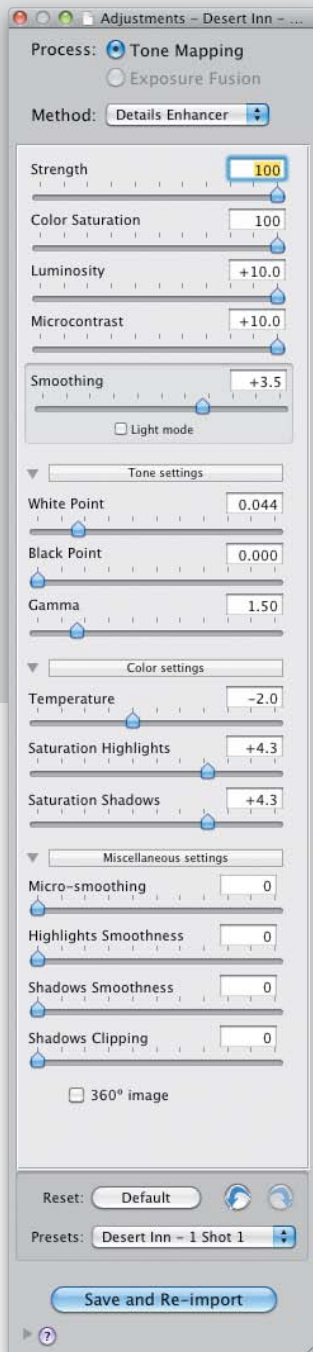 Adjustments – Desert Inn – ...
Process: Tone Mapping
Exposure Fusion
Method: Details Enhancer
Strength 100
Color Saturation 100
Luminosity +10.0
Microcontrast +10.0
Smoothing +3.5
Light mode
Tone settings
White Point 0.044
Black Point 0.000
Gamma 1.50
Color settings
Temperature –2.0
Saturation Highlights +4.3
Saturation Shadows +4.3
Miscellaneous settings
Micro-smoothing 0
Highlights Smoothness 0
Shadows Smoothness 0
Shadows Clipping 0
360° image
Reset: Default
Presets: Desert Inn – 1 Shot 1
Save and Re-import
?